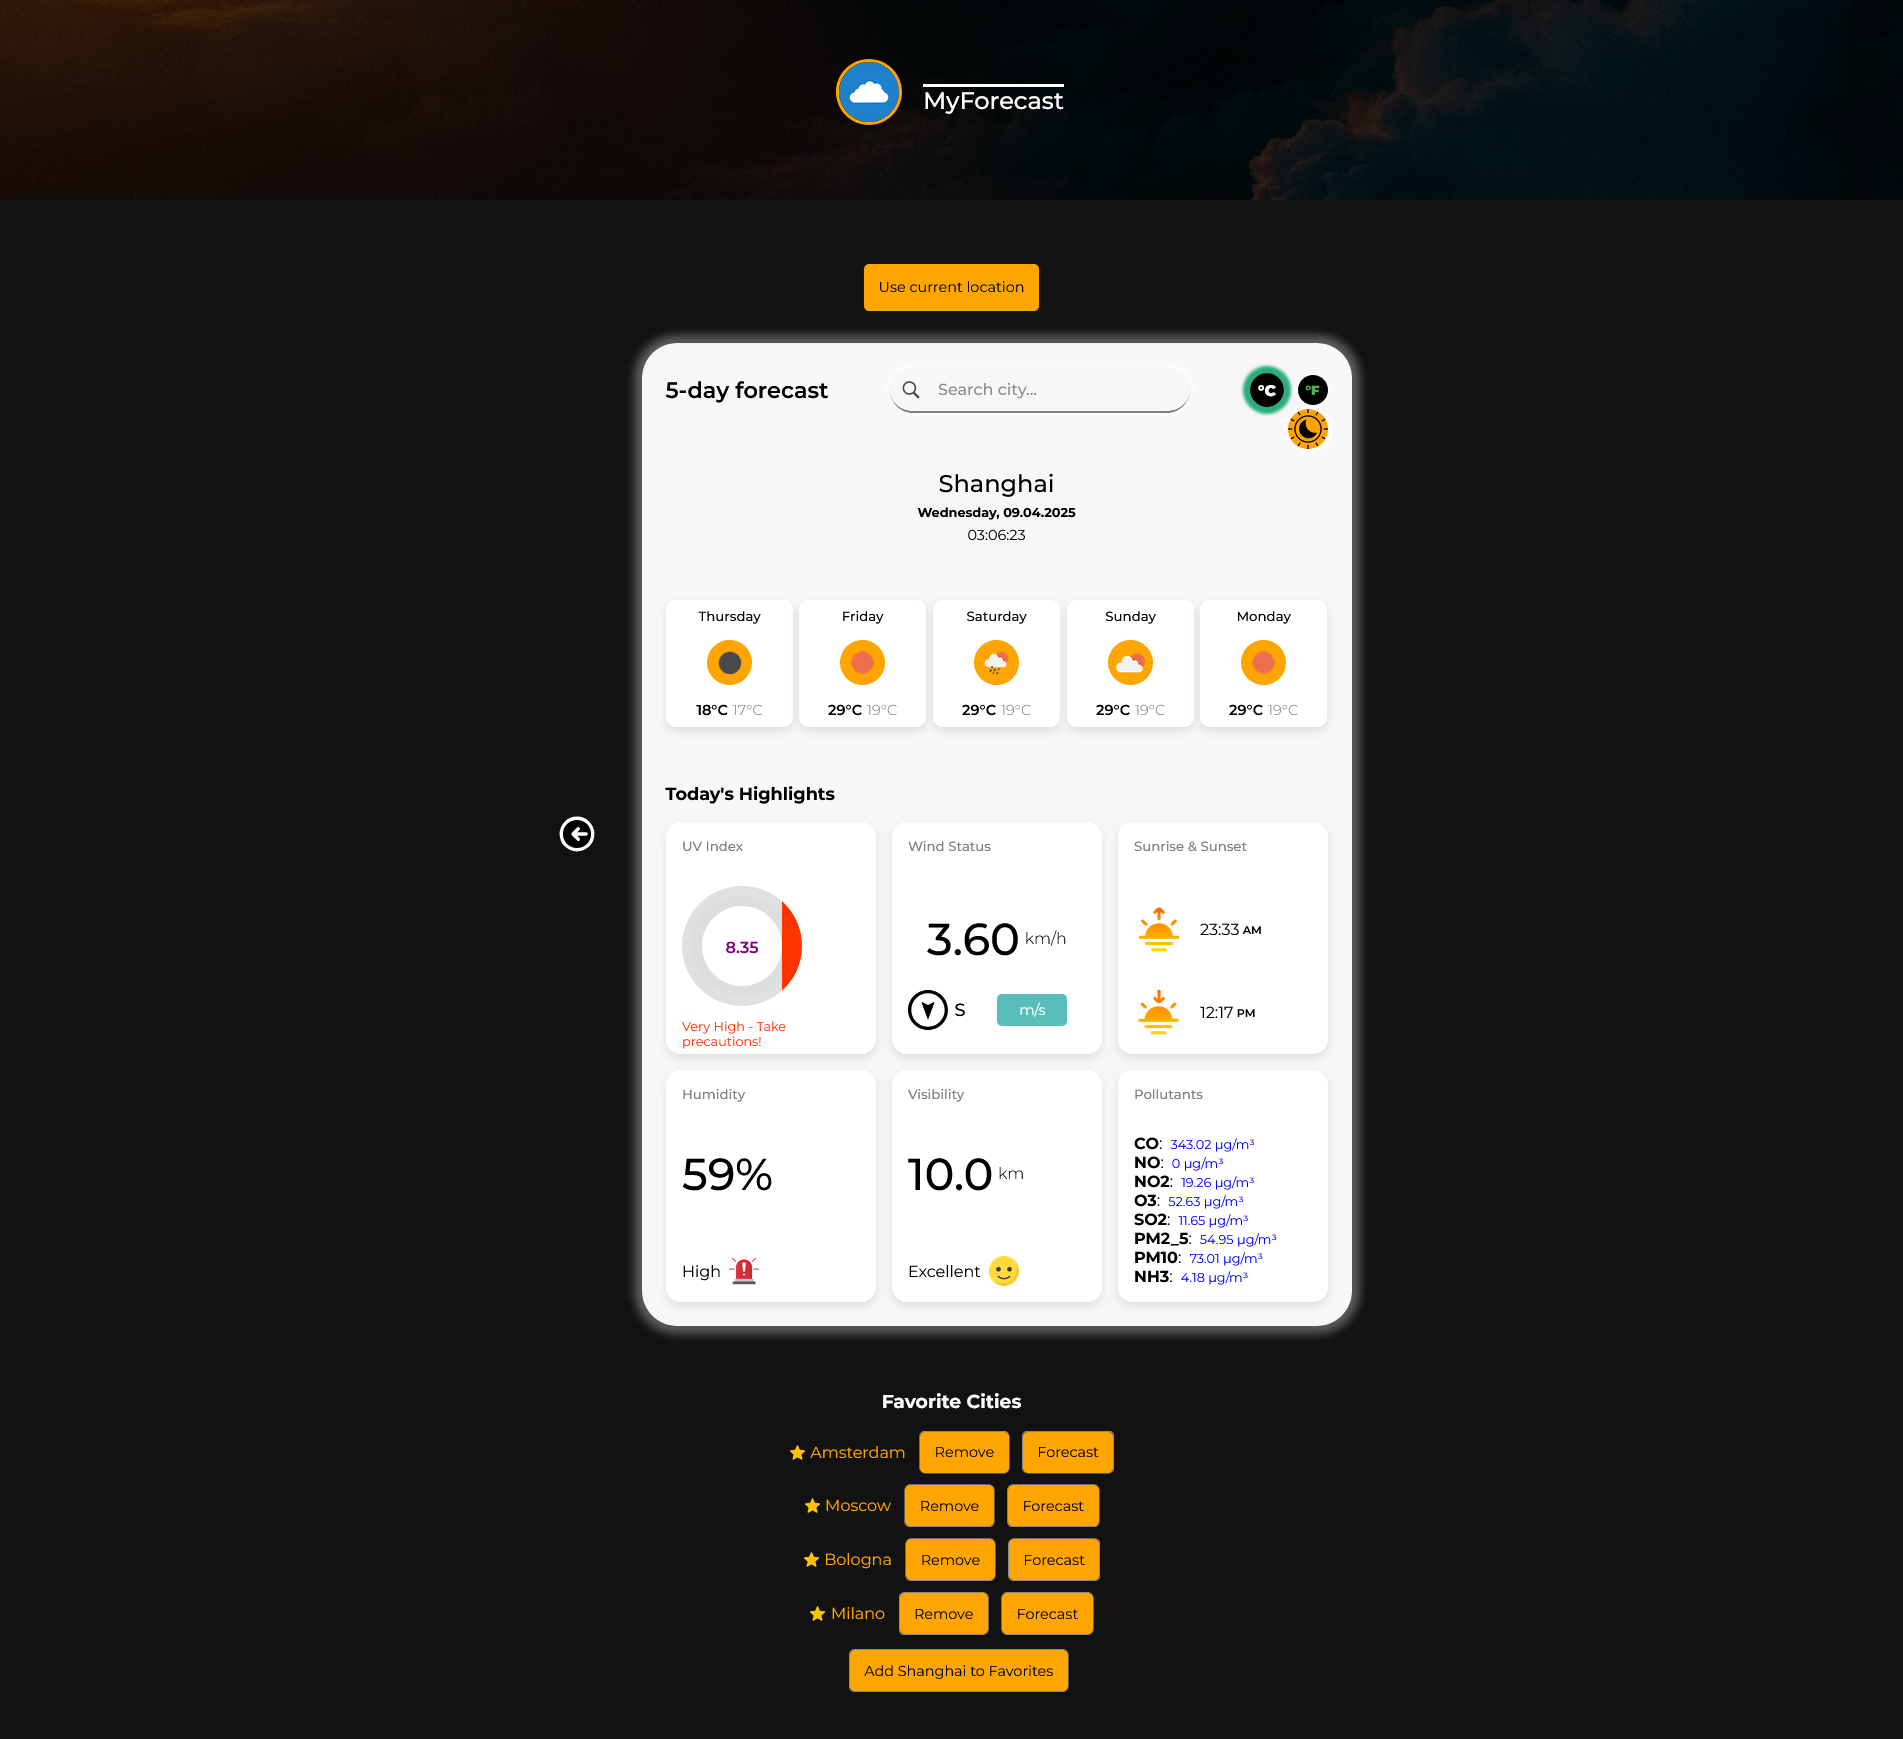 MyForecast
Use current location
5-day forecast
Search city...
°C
°F
Shanghai
Wednesday, 09.04.2025
03:06:23
Thursday
18°C 17°C
Friday
29°C 19°C
Saturday
29°C 19°C
Sunday
29°C 19°C
Monday
29°C 19°C
Today's Highlights
UV Index
8.35
Very High - Take
precautions!
Wind Status
3.60 km/h
S
m/s
Sunrise & Sunset
23:33 AM
12:17 PM
Humidity
59%
High
Visibility
10.0 km
Excellent
Pollutants
CO: 343.02 µg/m³
NO: 0 µg/m³
NO2: 19.26 µg/m³
O3: 52.63 µg/m³
SO2: 11.65 µg/m³
PM2_5: 54.95 µg/m³
PM10: 73.01 µg/m³
NH3: 4.18 µg/m³
Favorite Cities
Amsterdam Remove Forecast
Moscow Remove Forecast
Bologna Remove Forecast
Milano Remove Forecast
Add Shanghai to Favorites